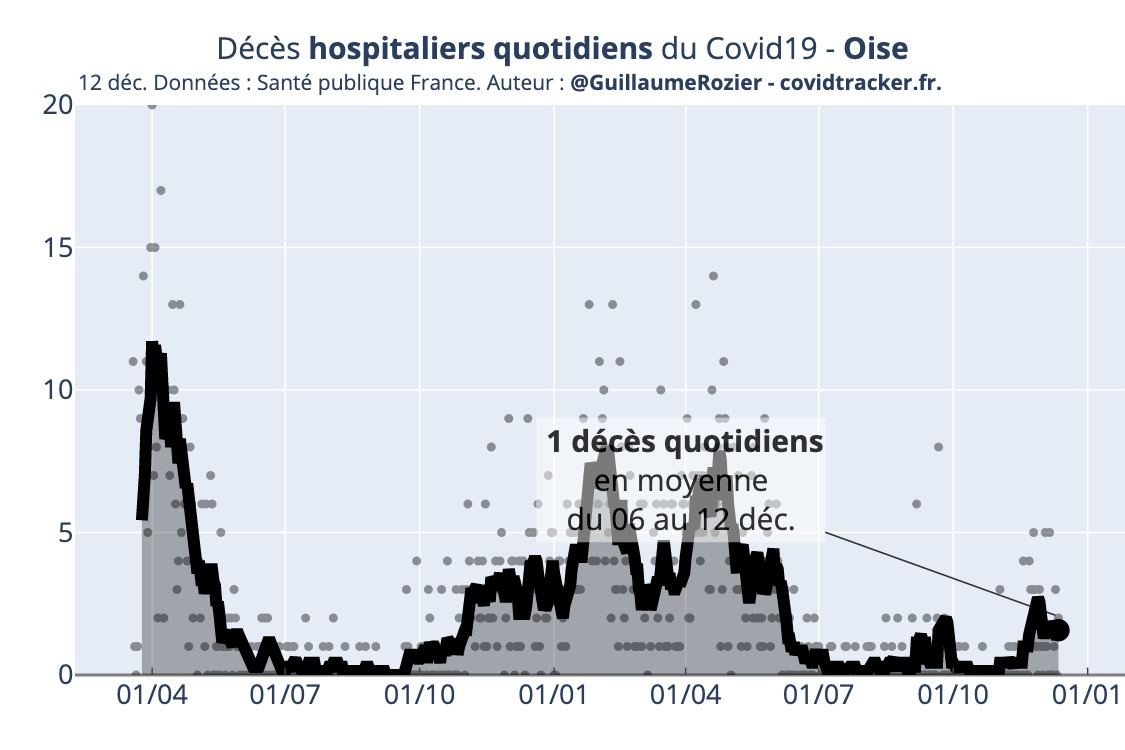 Décès hospitaliers quotidiens du Covid19 - Oise
12 déc. Données : Santé publique France. Auteur : @GuillaumeRozier - covidtracker.fr.
20
15
10
1 décès quotidiens
en moyenne
du 06 au 12 déc.
5
0
01/04 01/07 01/10 01/01 01/04 01/07 01/10 01/01